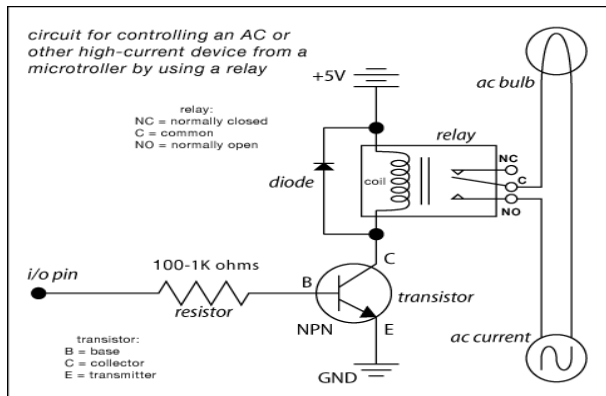 circuit for controlling an AC or
other high-current device from a
microtroller by using a relay
+5V
ac bulb
relay:
NC = normally closed
C = common
NO = normally open
relay
NC
C
NO
coil
diode
i/o pin
100-1K ohms
resistor
B
C
transistor
NPN
E
GND
ac current
transistor:
B = base
C = collector
E = transmitter